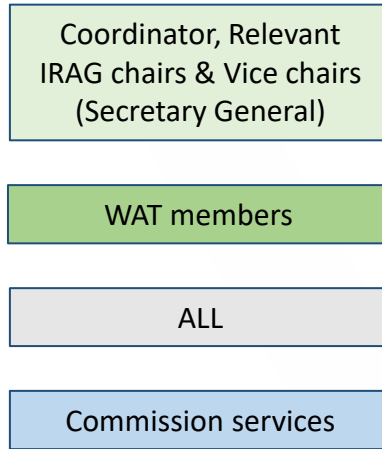 Coordinator, Relevant
IRAG chairs & Vice chairs
(Secretary General)
WAT members
ALL
Commission services